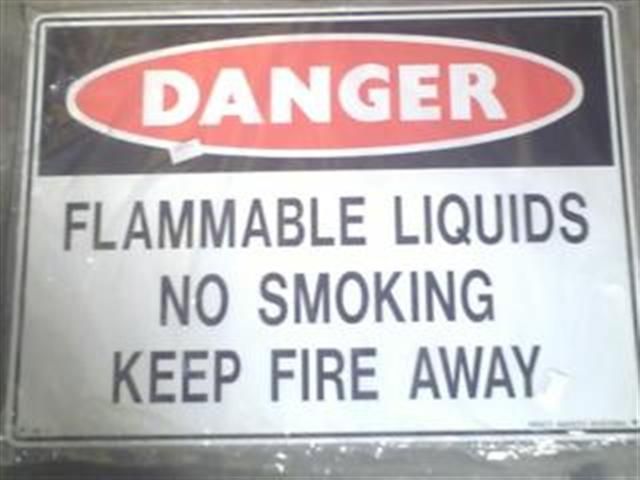 DANGER
FLAMMABLE LIQUIDS
NO SMOKING
KEEP FIRE AWAY